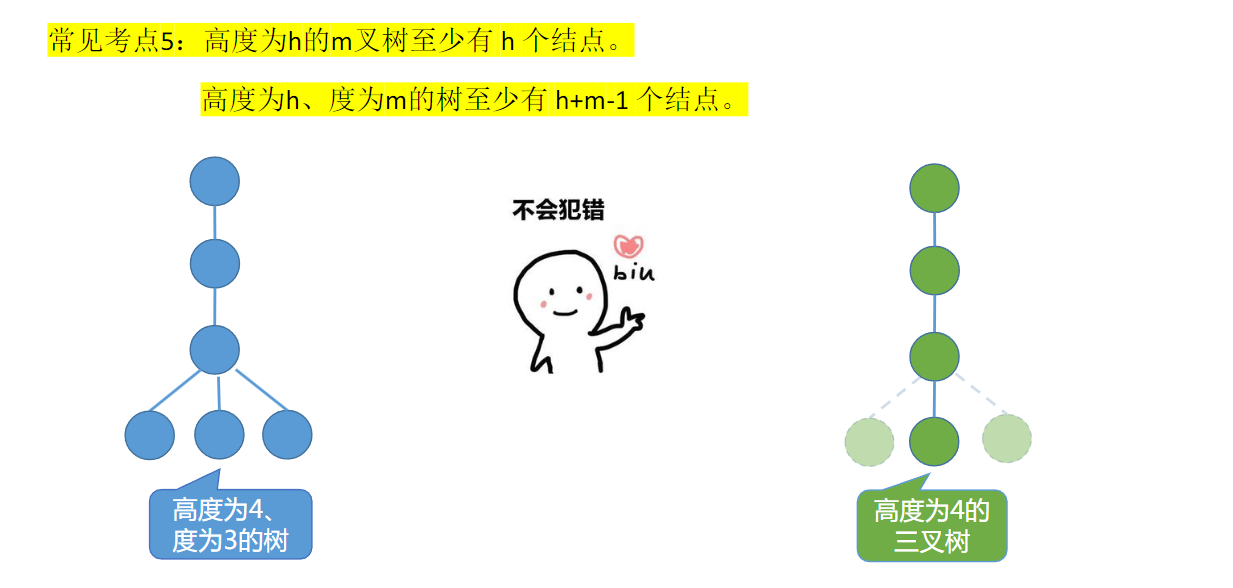 常见考点5：高度为h的m叉树至少有 h 个结点。
高度为h、度为m的树至少有 h+m-1 个结点。
不会犯错
biu
高度为4、
度为3的树
高度为4的
三叉树